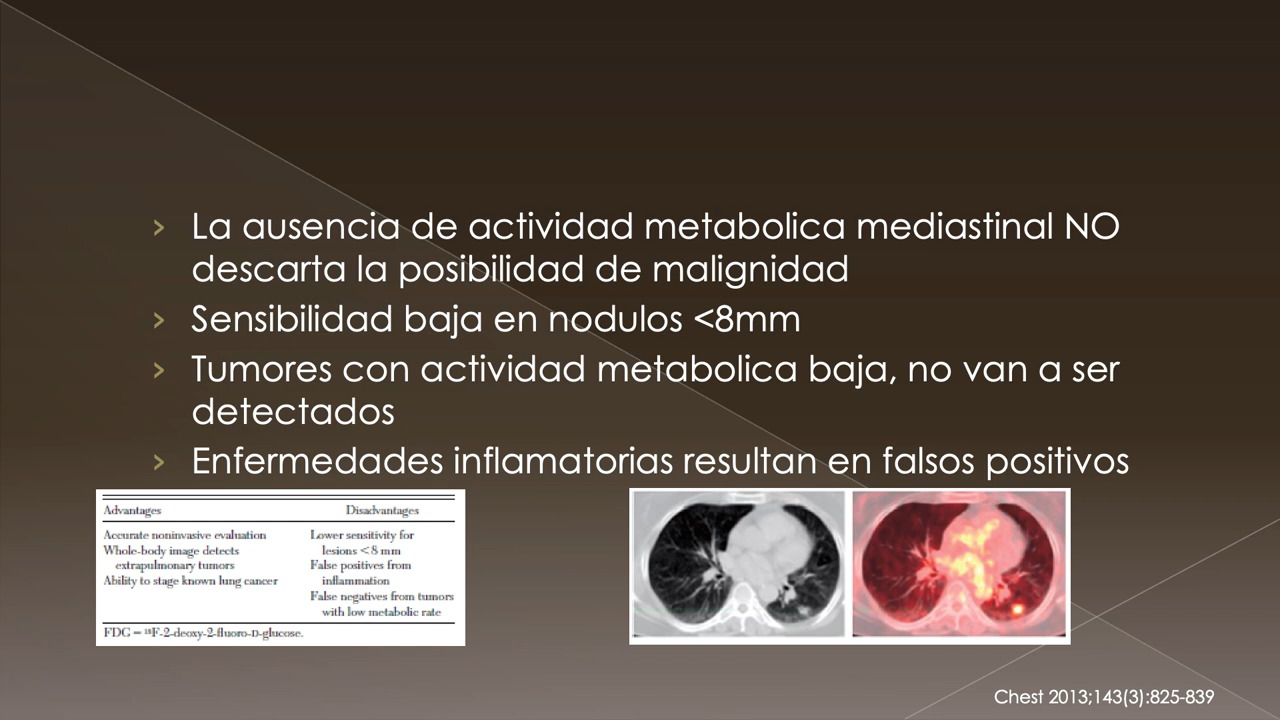 › La ausencia de actividad metabolica mediastinal NO
descarta la posibilidad de malignidad
› Sensibilidad baja en nodulos <8mm
› Tumores con actividad metabolica baja, no van a ser
detectados
› Enfermedades inflamatorias resultan en falsos positivos
Advantages Disadvantages
Accurate noninvasive evaluation Lower sensitivity for
Whole-body image detects lesions <8 mm
extrapulmonary tumors False positives from
Ability to stage known lung cancer inflammation
False negatives from tumors
with low metabolic rate
FDG = ¹⁸F-2-deoxy-2-fluoro-D-glucose.
Chest 2013;143(3):825-839